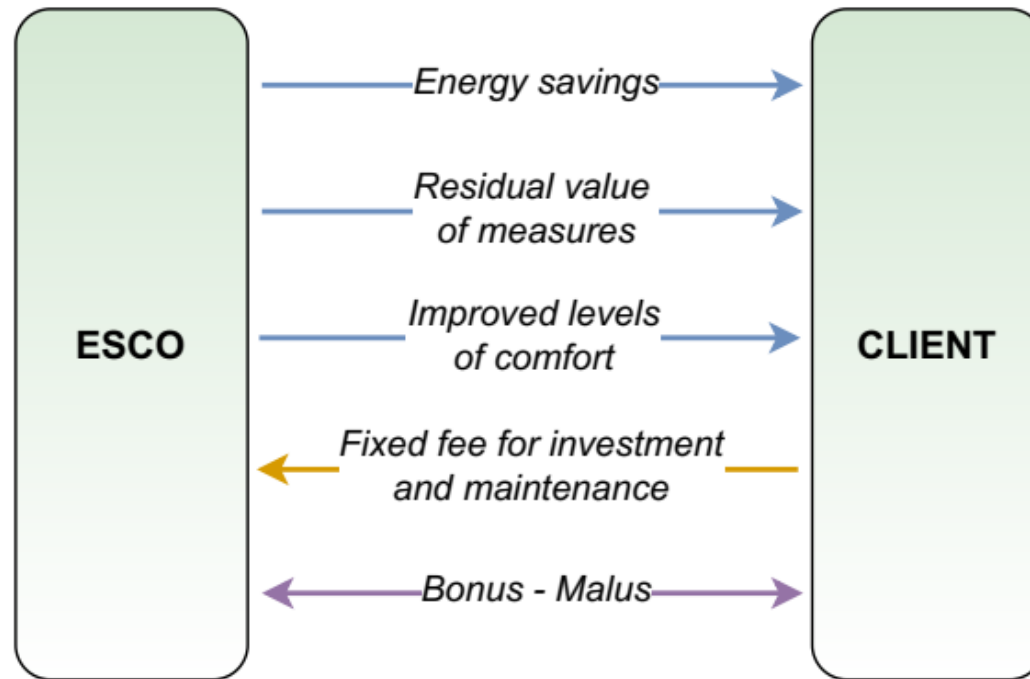 Energy savings
Residual value
of measures
Improved levels
of comfort
ESCO
CLIENT
Fixed fee for investment
and maintenance
Bonus - Malus